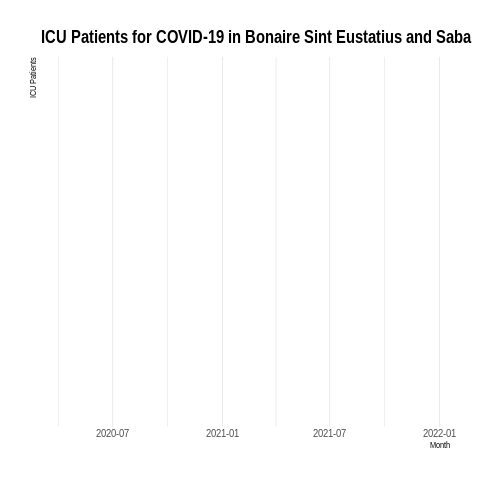 ICU Patients for COVID-19 in Bonaire Sint Eustatius and Saba
ICU Patients
2020-07 2021-01 2021-07 2022-01
Month